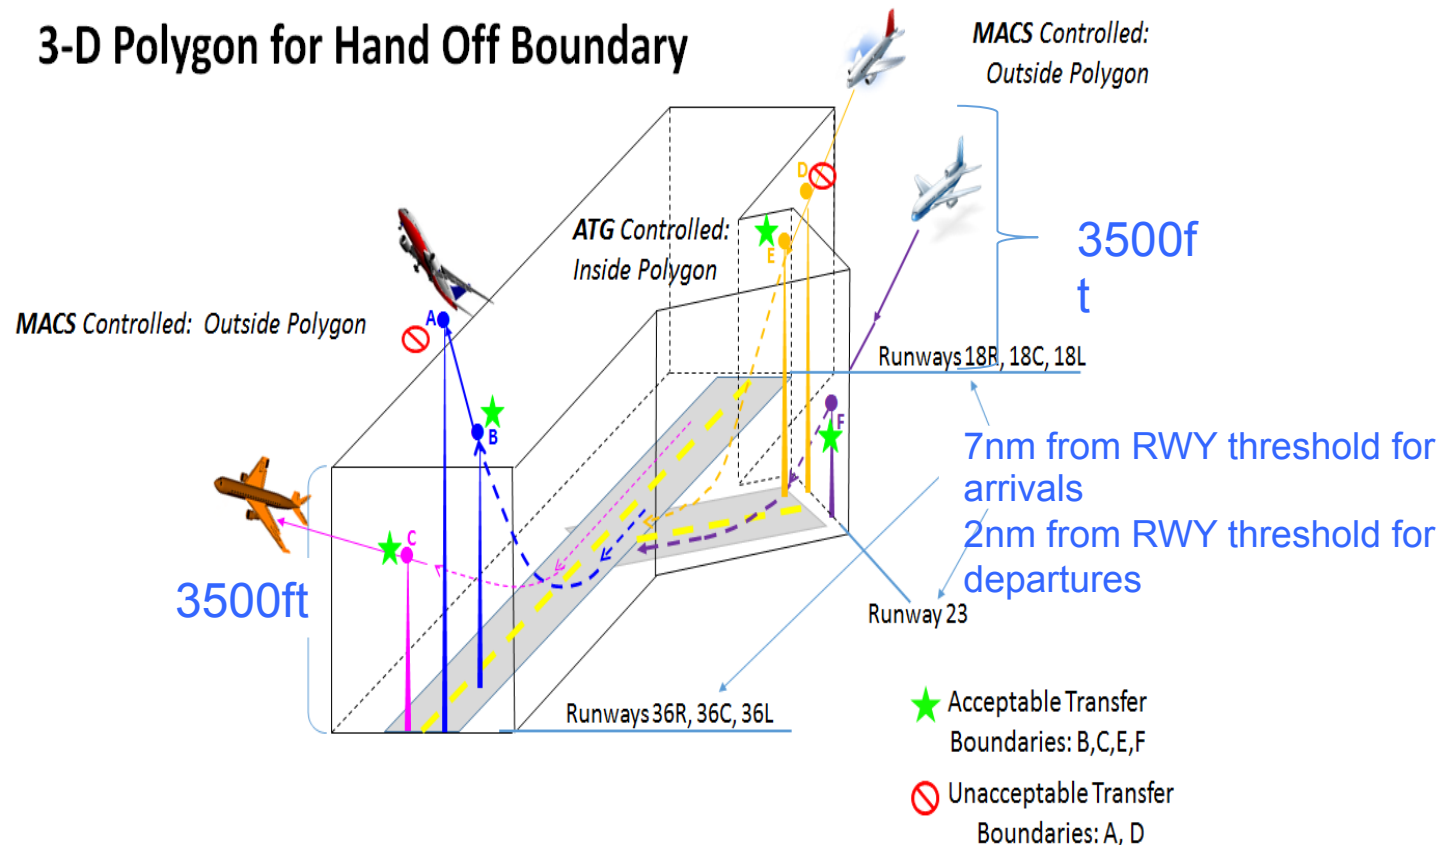 3-D Polygon for Hand Off Boundary
MACS Controlled:
Outside Polygon
D
ATG Controlled:
Inside Polygon
E
3500f
t
MACS Controlled: Outside Polygon
A
Runways 18R, 18C, 18L
B
F
7nm from RWY threshold for
arrivals
2nm from RWY threshold for
departures
C
3500ft
Runway 23
Runways 36R, 36C, 36L
Acceptable Transfer
Boundaries: B,C,E,F
Unacceptable Transfer
Boundaries: A, D